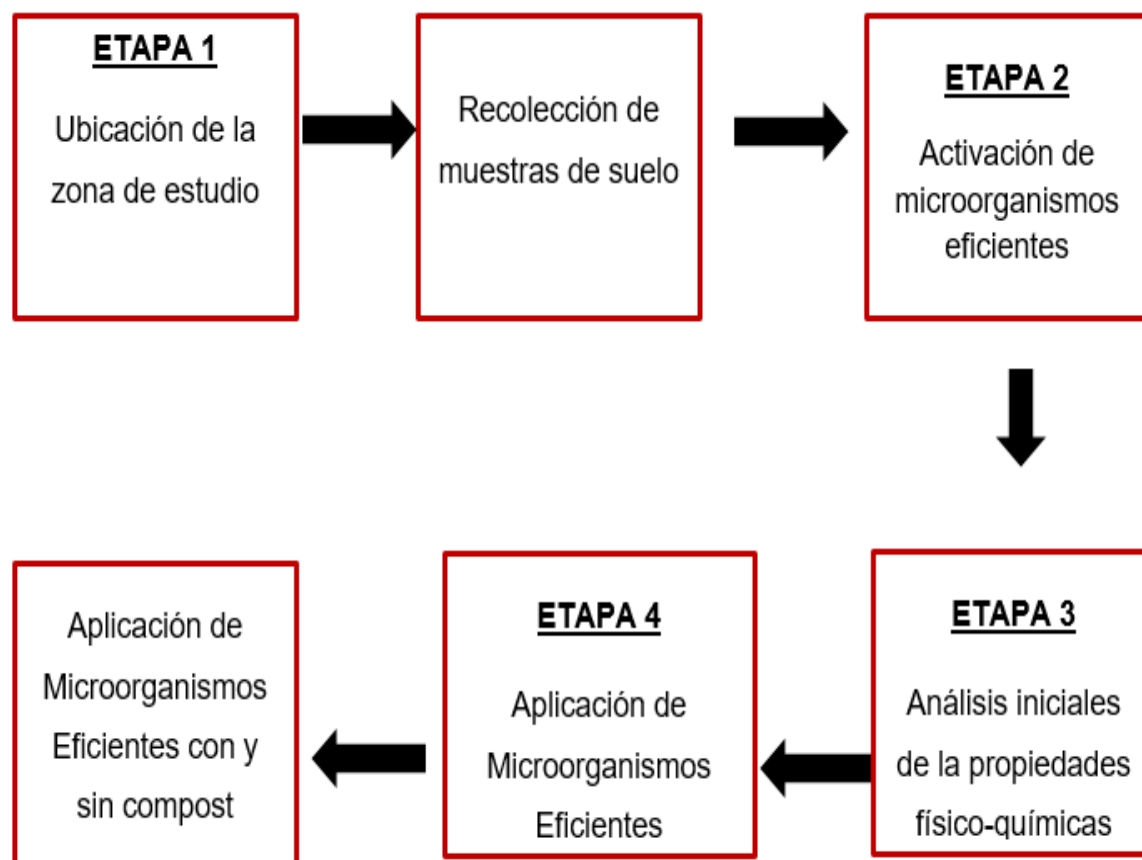 ETAPA 1
Ubicación de la
zona de estudio
Recolección de
muestras de suelo
ETAPA 2
Activación de
microorganismos
eficientes
ETAPA 3
Análisis iniciales
de la propiedades
físico-químicas
ETAPA 4
Aplicación de
Microorganismos
Eficientes
Aplicación de
Microorganismos
Eficientes con y
sin compost